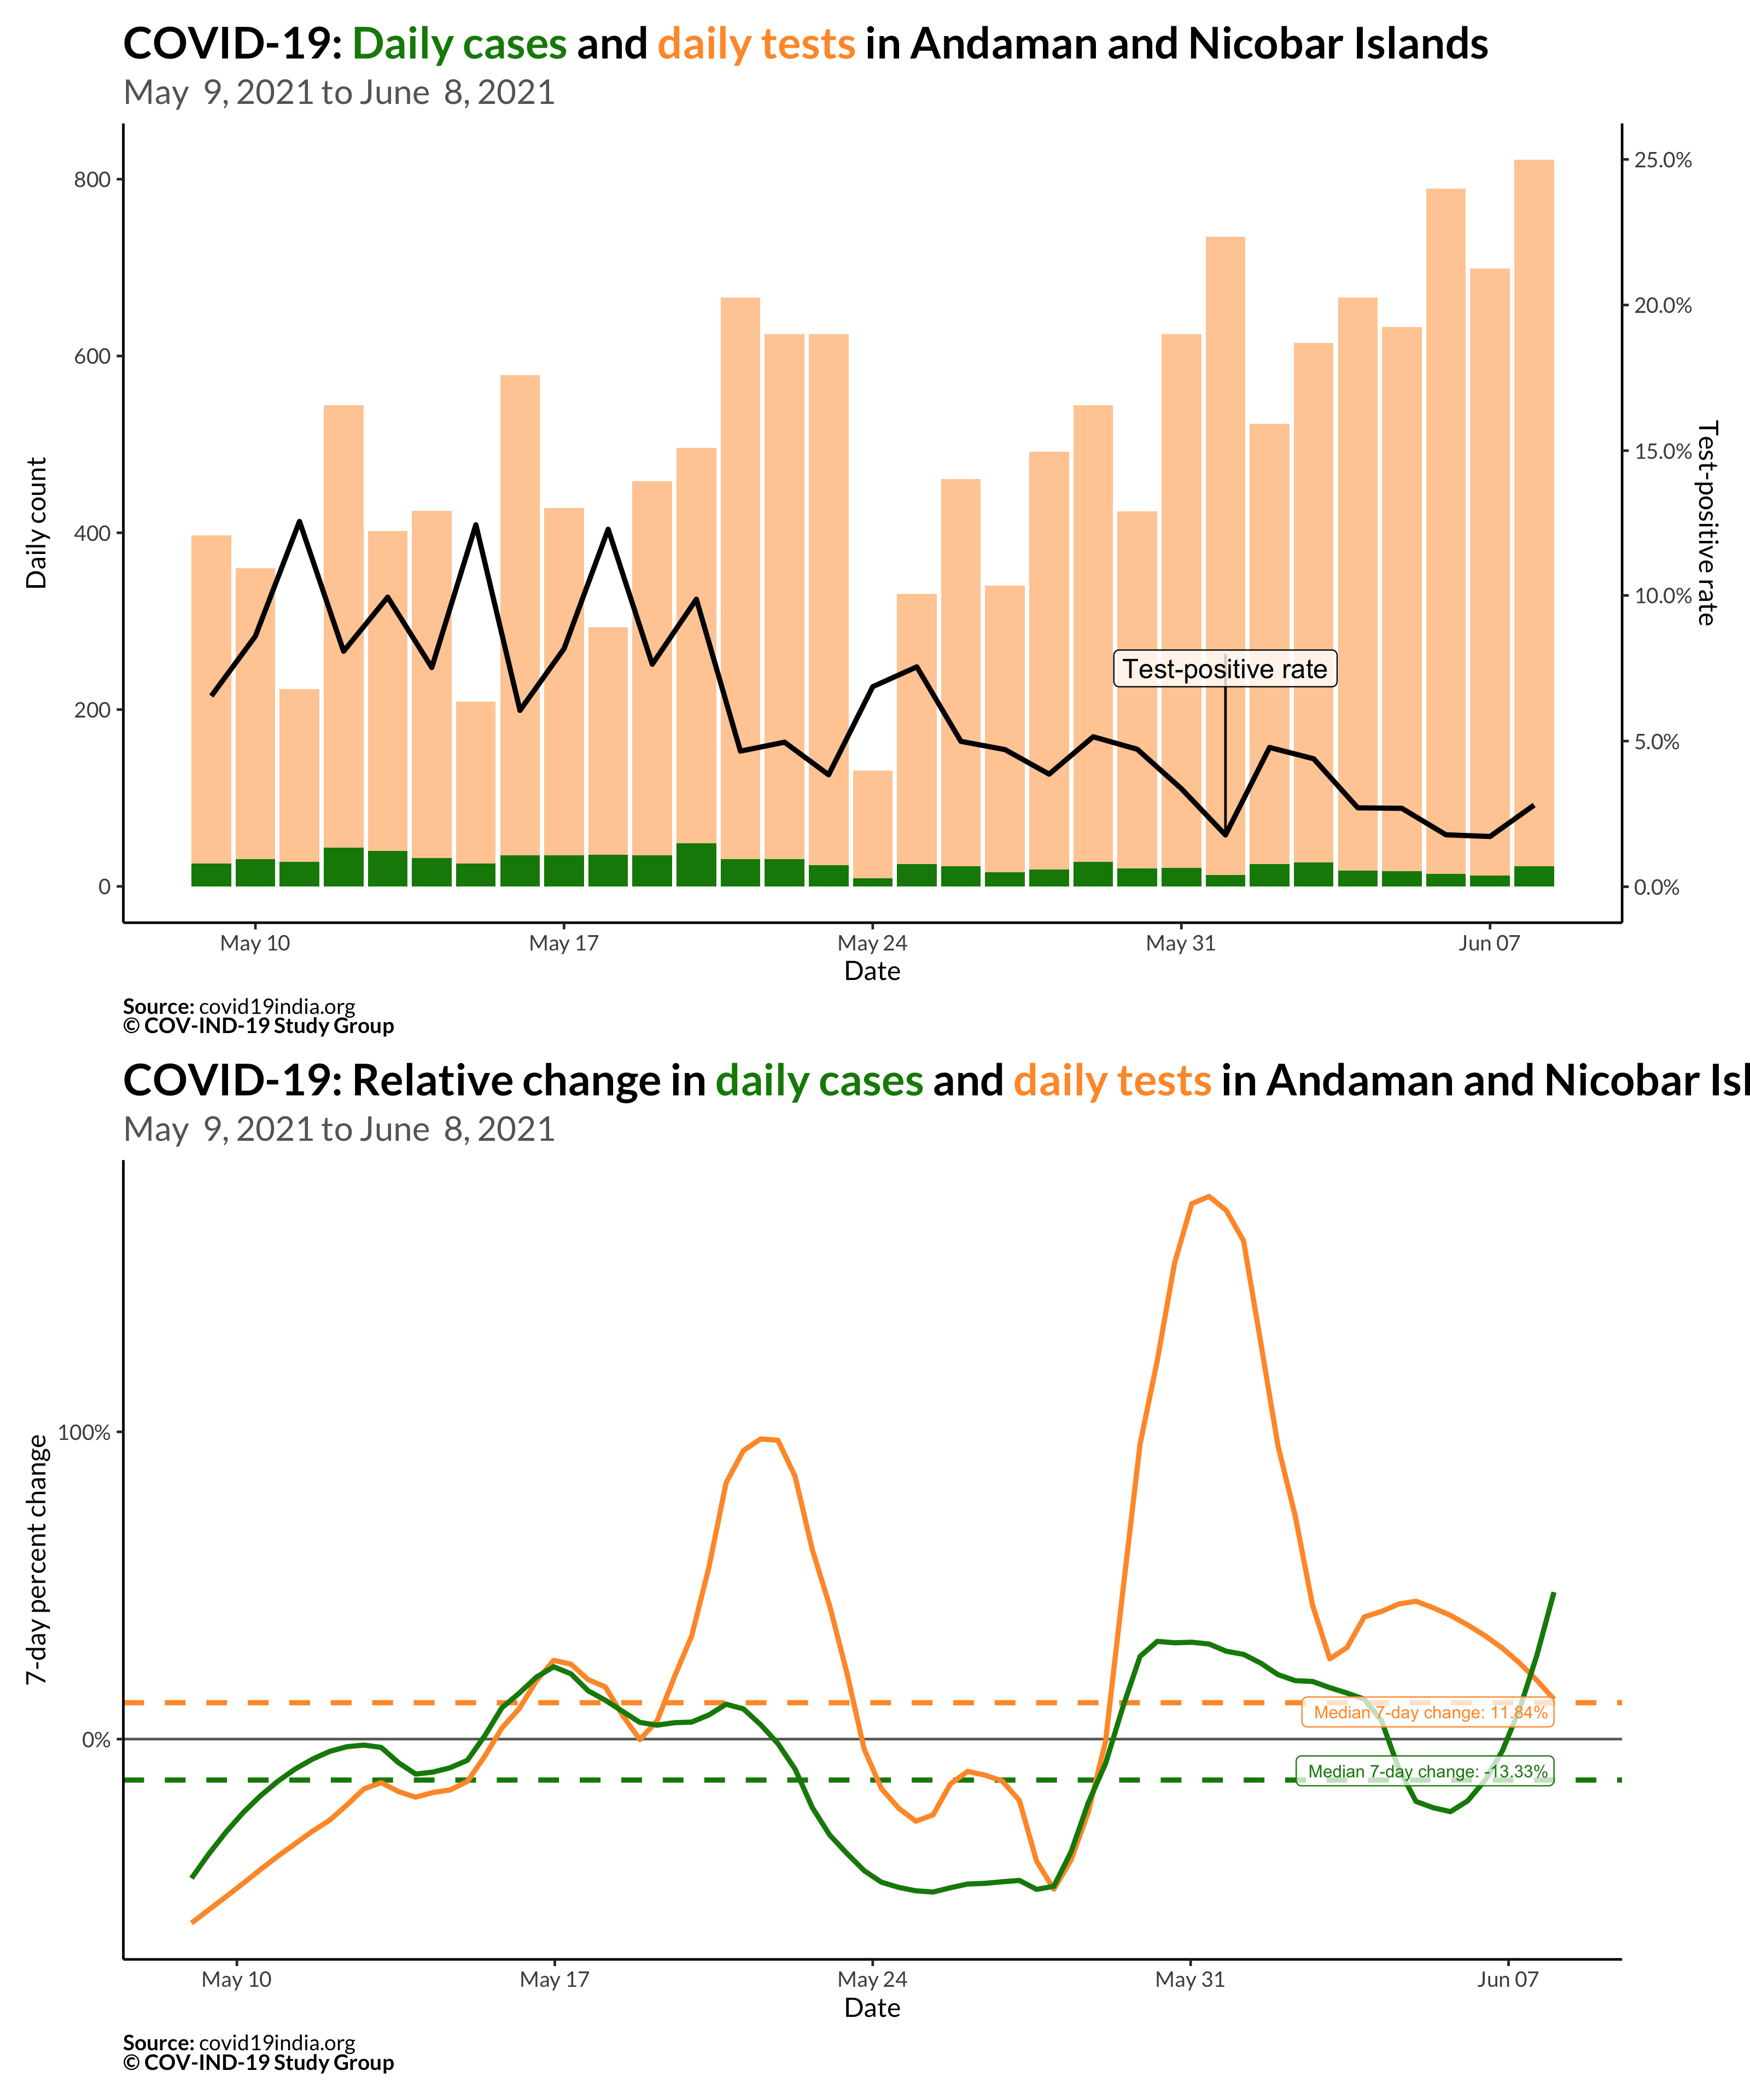 COVID-19: Daily cases and daily tests in Andaman and Nicobar Islands
May 9, 2021 to June 8, 2021
Daily count
800
600
400
200
0
25.0%
20.0%
15.0%
10.0%
5.0%
0.0%
Test-positive rate
Test-positive rate
May 10
May 17
May 24
May 31
Jun 07
Date
Source: covid19india.org
© COV-IND-19 Study Group
COVID-19: Relative change in daily cases and daily tests in Andaman and Nicobar Isl
May 9, 2021 to June 8, 2021
7-day percent change
100%
0%
Median 7-day change: 11.84%
Median 7-day change: -13.33%
May 10
May 17
May 24
May 31
Jun 07
Date
Source: covid19india.org
© COV-IND-19 Study Group